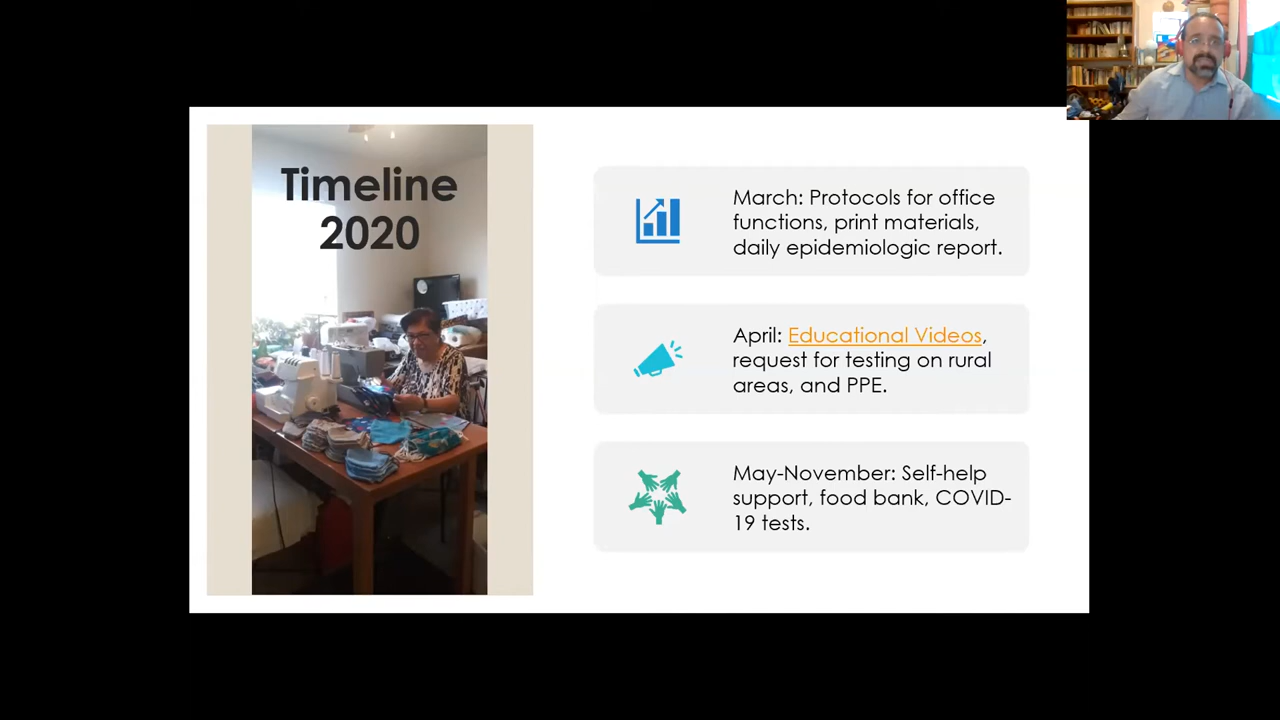 Timeline
2020
March: Protocols for office
functions, print materials,
daily epidemiologic report.
April: Educational Videos,
request for testing on rural
areas, and PPE.
May-November: Self-help
support, food bank, COVID-
19 tests.